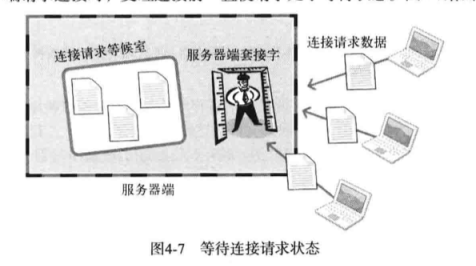 连接请求等候室
服务器端套接字
连接请求数据
服务器端
图4-7 等待连接请求状态